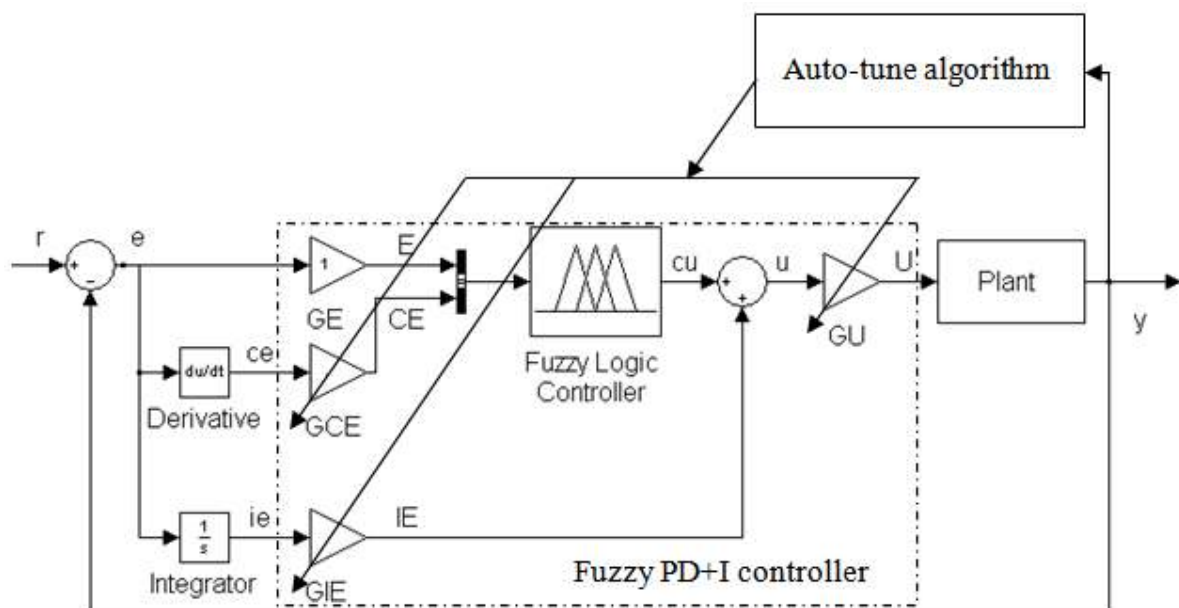 Auto-tune algorithm
r
+
−
e
1
E
GE
CE
ce
du/dt
Derivative
GCE
Fuzzy Logic
Controller
cu
+
+
u
GU
U
Plant
y
ie
1
s
Integrator
GIE
IE
Fuzzy PD+I controller